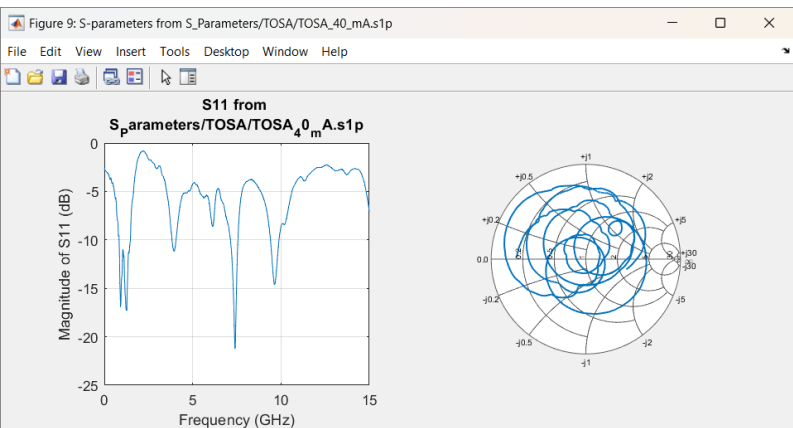 Figure 9: S-parameters from S_Parameters/TOSA/TOSA_40_mA.s1p
File Edit View Insert Tools Desktop Window Help
S11 from
SParameters/TOSA/TOSA40mA.s1p
Magnitude of S11 (dB)
0
-5
-10
-15
-20
-25
0 5 10 15
Frequency (GHz)
+j1
+j0.5 +j2
+j0.2 +j5
+j30
0.0
-j30
-j0.2 -j5
-j0.5 -j2
-j1